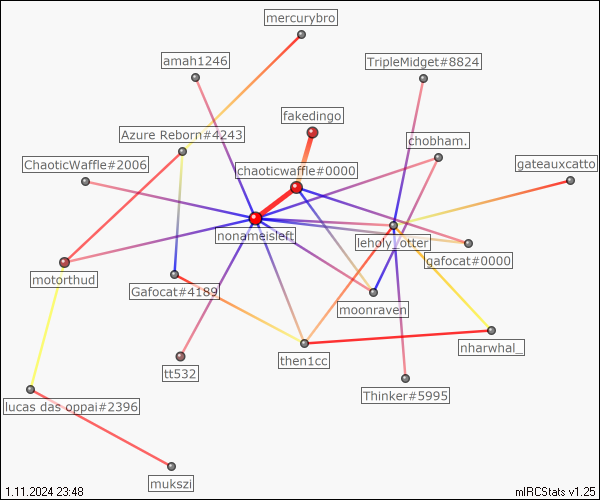 mercurybro
amah1246
TripleMidget#8824
fakedingo
Azure Reborn#4243
chobham.
ChaoticWaffle#2006
chaoticwaffle#0000
gateauxcatto
nonameisleft
leholy_otter
gafocat#0000
motorthud
Gafocat#4189
moonraven
nharwhal_
then1cc
tt532
Thinker#5995
lucas das oppai#2396
mukszi
1.11.2024 23:48
mIRCStats v1.25